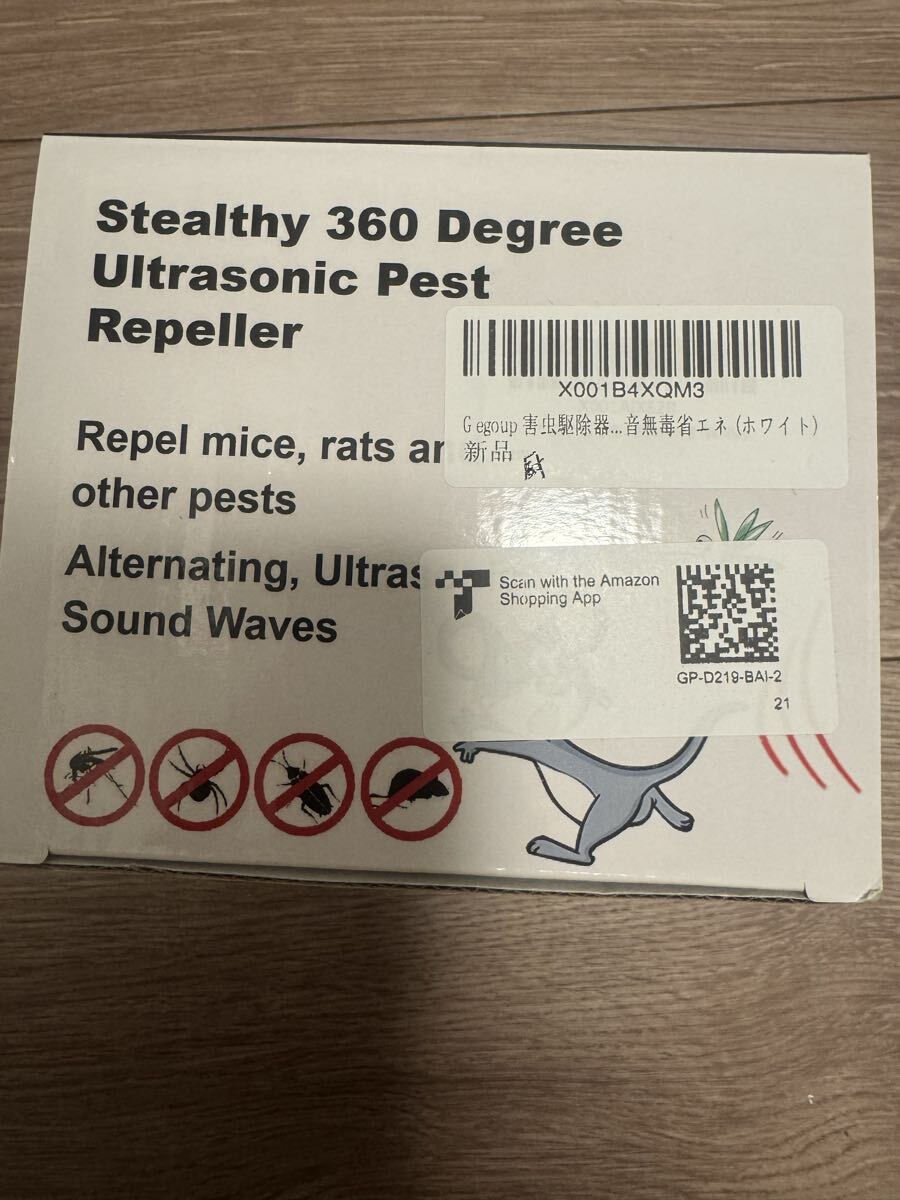 Stealthy 360 Degree
Ultrasonic Pest
Repeller
X001B4XQM3
Gegoup 害虫駆除器...音無毒省エネ (ホワイト)
新品
Repel mice, rats
other pests
Alternating,
Sound Waves
Scan with the Amazon
Shopping App
GP-D219-BAI-2
21